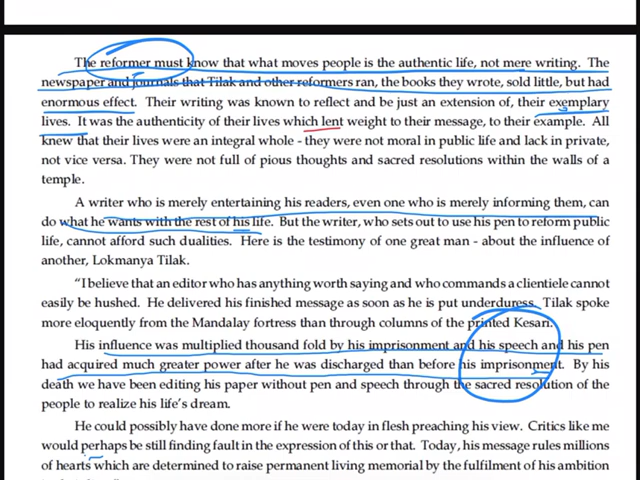 The reformer must know that what moves people is the authentic life, not mere writing. The
newspaper and journals that Tilak and other reformers ran, the books they wrote, sold little, but had
enormous effect. Their writing was known to reflect and be just an extension of, their exemplary
lives. It was the authenticity of their lives which lent weight to their message, to their example. All
knew that their lives were an integral whole - they were not moral in public life and lack in private,
not vice versa. They were not full of pious thoughts and sacred resolutions within the walls of a
temple.
A writer who is merely entertaining his readers, even one who is merely informing them, can
do what he wants with the rest of his life. But the writer, who sets out to use his pen to reform public
life, cannot afford such dualities. Here is the testimony of one great man - about the influence of
another, Lokmanya Tilak.
"I believe that an editor who has anything worth saying and who commands a clientiele cannot
easily be hushed. He delivered his finished message as soon as he is put underduress. Tilak spoke
more eloquently from the Mandalay fortress than through columns of the printed Kesari.
His influence was multiplied thousand fold by his imprisonment and his speech and his pen
had acquired much greater power after he was discharged than before his imprisonment. By his
death we have been editing his paper without pen and speech through the sacred resolution of the
people to realize his life's dream.
He could possibly have done more if he were today in flesh preaching his view. Critics like me
would perhaps be still finding fault in the expression of this or that. Today, his message rules millions
of hearts which are determined to raise permanent living memorial by the fulfilment of his ambition